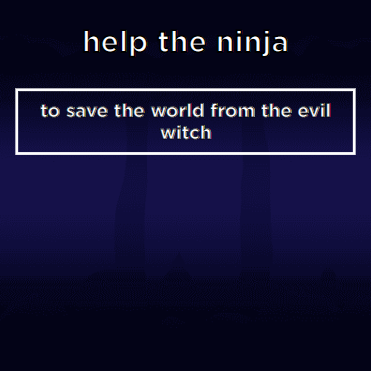 help the ninja
to save the world from the evil
witch